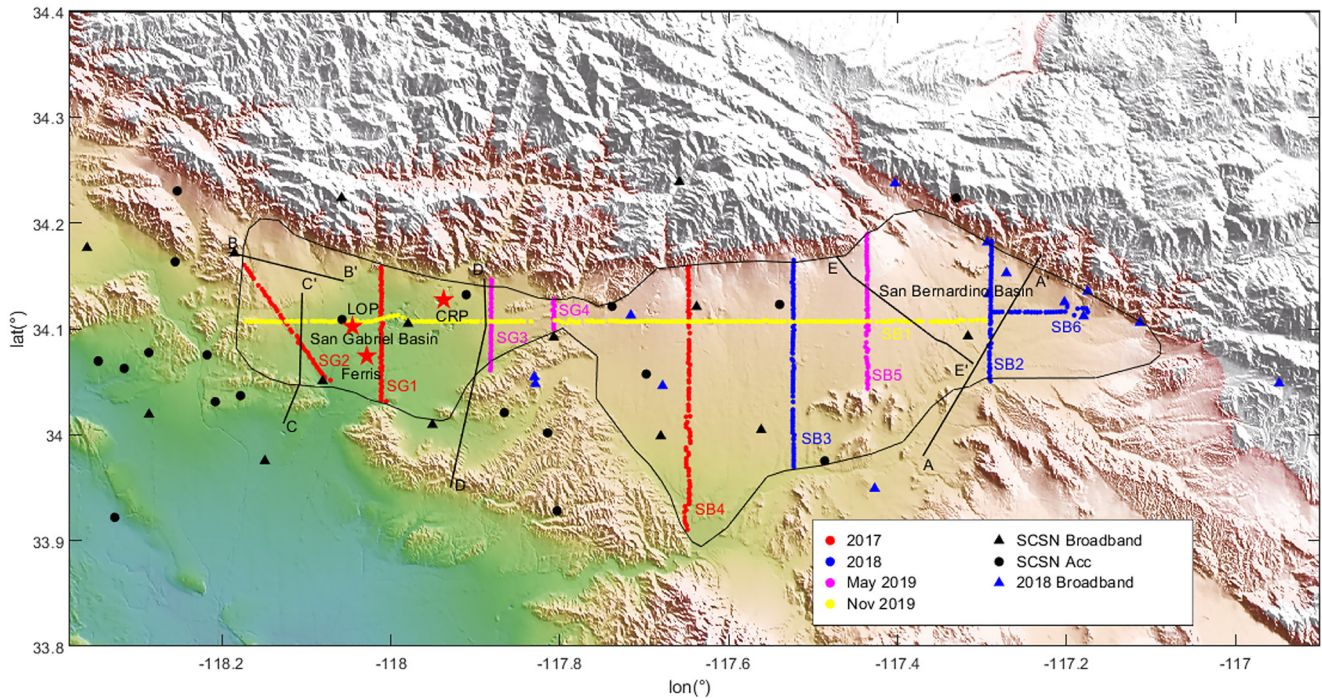 34.4
34.3
34.2
34.1
34
33.9
33.8
lat(°)
B
B'
C'
D
E
A'
LOP
CRP
San Gabriel Basin
Ferris
SG2
SG1
SG3
SG4
San Bernardino Basin
SB1
SB6
SB5
E'
SB2
C
D
SB3
A
SB4
2017
2018
May 2019
Nov 2019
SCSN Broadband
SCSN Acc
2018 Broadband
-118.2
-118
-117.8
-117.6
-117.4
-117.2
-117
lon(°)